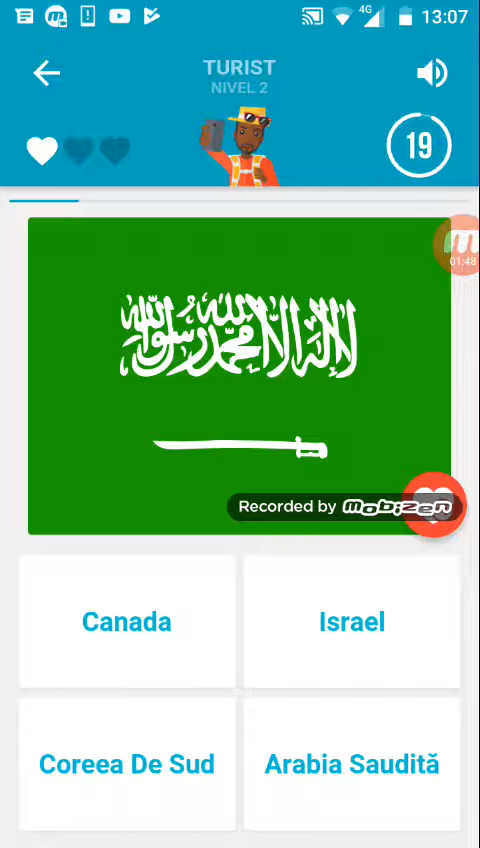 4G 13:07
TURIST
NIVEL 2
19
01:48
لا إله إلا الله محمد رسول الله
Recorded by Mobizen
Canada
Israel
Coreea De Sud
Arabia Saudită